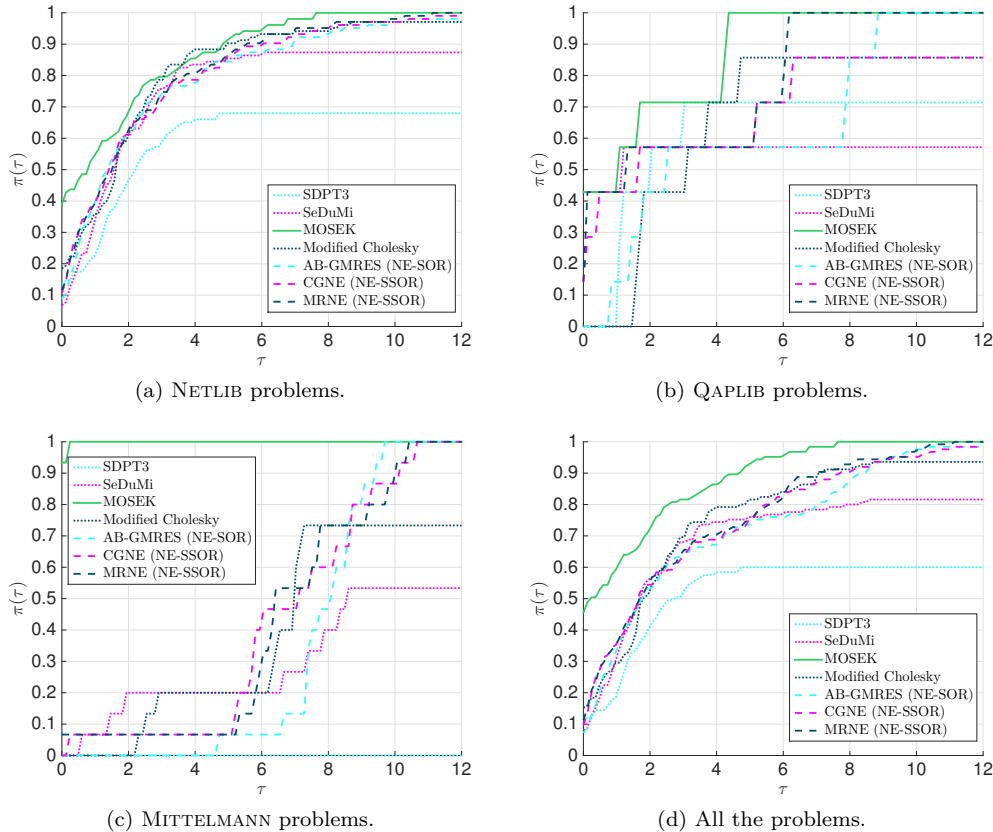 1
0.9
0.8
0.7
0.6
0.5
0.4
0.3
0.2
0.1
0
π(τ)
0 2 4 6 8 10 12
τ
SDPT3
SeDuMi
MOSEK
Modified Cholesky
AB-GMRES (NE-SOR)
CGNE (NE-SSOR)
MRNE (NE-SSOR)
(a) NETLIB problems.
1
0.9
0.8
0.7
0.6
0.5
0.4
0.3
0.2
0.1
0
π(τ)
0 2 4 6 8 10 12
τ
SDPT3
SeDuMi
MOSEK
Modified Cholesky
AB-GMRES (NE-SOR)
CGNE (NE-SSOR)
MRNE (NE-SSOR)
(b) QAPLIB problems.
1
0.9
0.8
0.7
0.6
0.5
0.4
0.3
0.2
0.1
0
π(τ)
0 2 4 6 8 10 12
τ
SDPT3
SeDuMi
MOSEK
Modified Cholesky
AB-GMRES (NE-SOR)
CGNE (NE-SSOR)
MRNE (NE-SSOR)
(c) MITTELMANN problems.
1
0.9
0.8
0.7
0.6
0.5
0.4
0.3
0.2
0.1
0
π(τ)
0 2 4 6 8 10 12
τ
SDPT3
SeDuMi
MOSEK
Modified Cholesky
AB-GMRES (NE-SOR)
CGNE (NE-SSOR)
MRNE (NE-SSOR)
(d) All the problems.